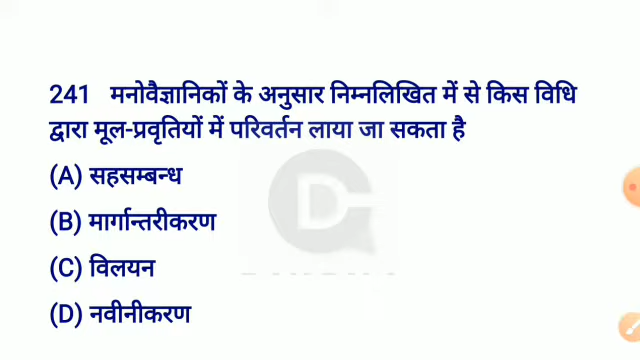 241 मनोवैज्ञानिकों के अनुसार निम्नलिखित में से किस विधि
द्वारा मूल-प्रवृतियों में परिवर्तन लाया जा सकता है
(A) सहसम्बन्ध
(B) मार्गान्तरीकरण
(C) विलयन
(D) नवीनीकरण